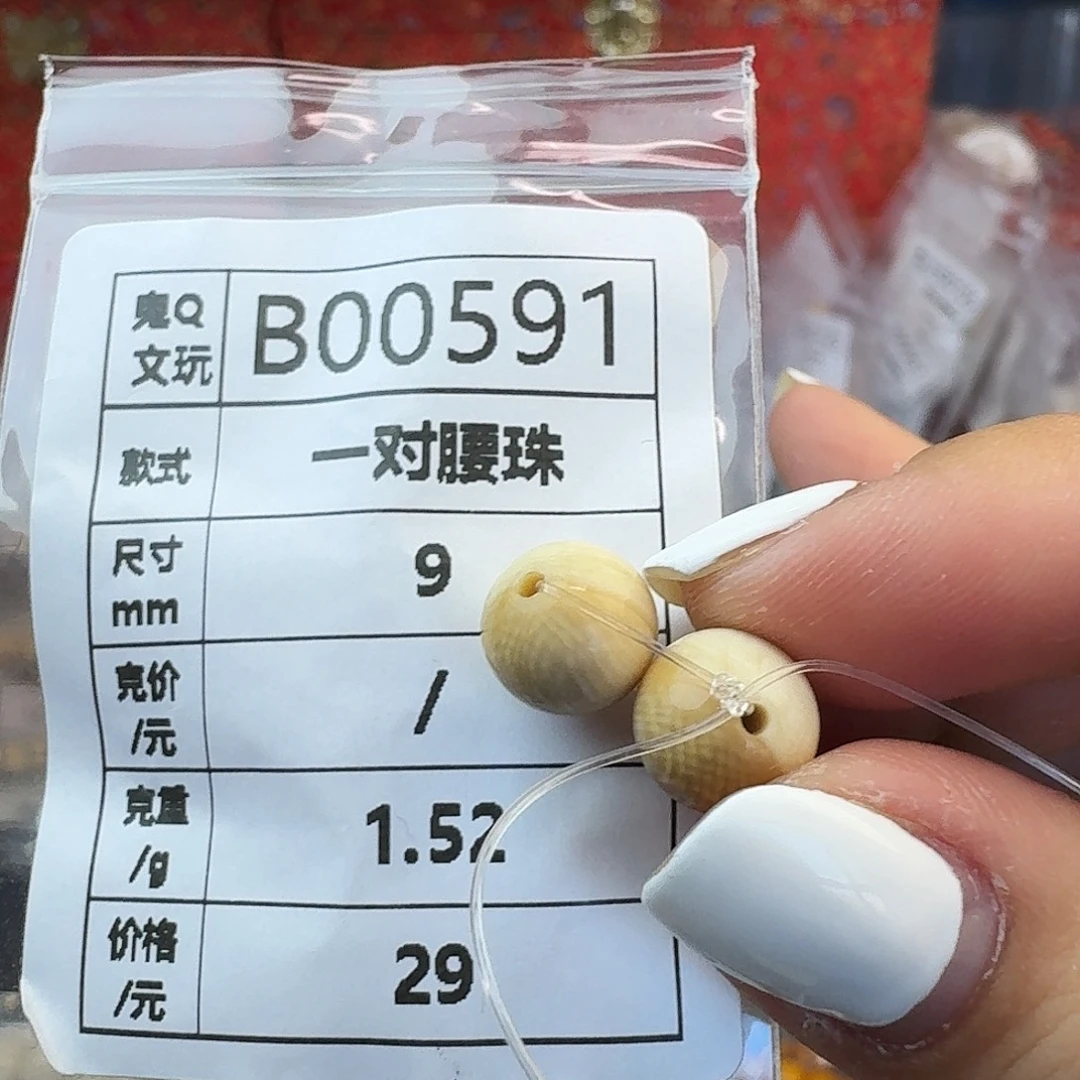 鬼Q
文玩
B00591
款式
一对腰珠
尺寸
mm
9
克价
/元
/
克重
/g
1.52
价格
/元
29